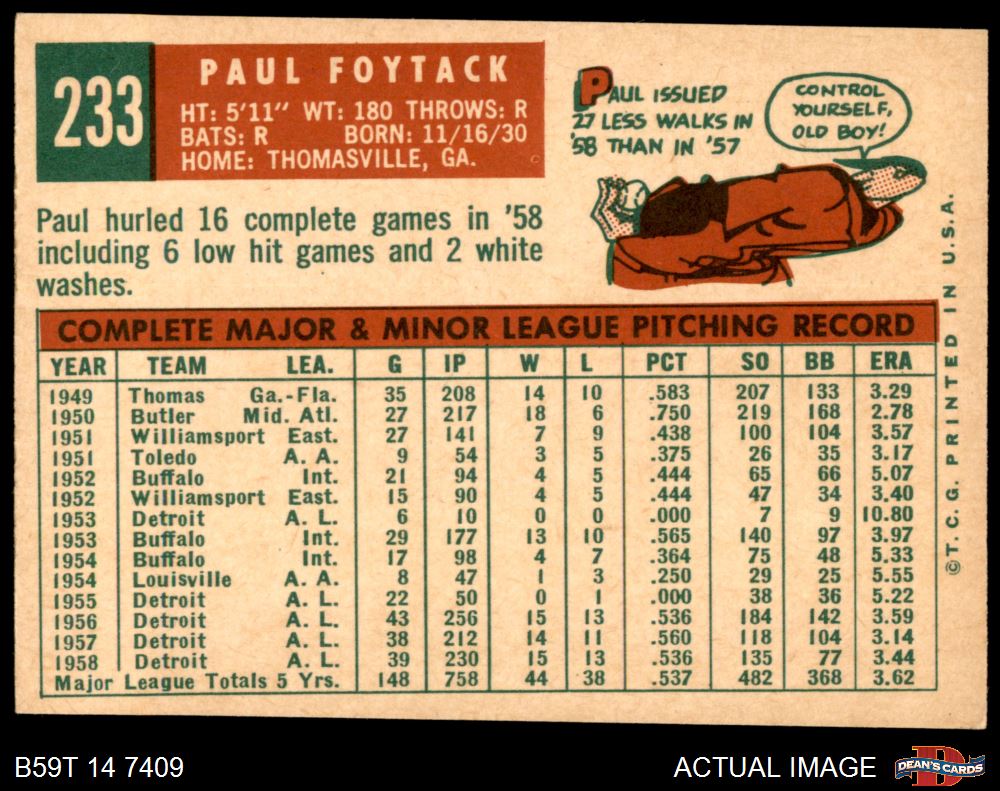 233
PAUL FOYTACK
HT: 5'11" WT: 180 THROWS: R
BATS: R BORN: 11/16/30
HOME: THOMASVILLE, GA.
PAUL ISSUED
27 LESS WALKS IN
'58 THAN IN '57
CONTROL
YOURSELF,
OLD BOY!
Paul hurled 16 complete games in '58
including 6 low hit games and 2 white
washes.
COMPLETE MAJOR & MINOR LEAGUE PITCHING RECORD
YEAR TEAM LEA. G IP W L PCT SO BB ERA
1949 Thomas Ga.-Fla. 35 208 14 10 .583 207 133 3.29
1950 Butler Mid. Atl. 27 217 18 6 .750 219 168 2.78
1951 Williamsport East. 27 141 7 9 .438 100 104 3.57
1951 Toledo A. A. 9 54 3 5 .375 26 35 3.17
1952 Buffalo Int. 21 94 4 5 .444 65 66 5.07
1952 Williamsport East. 15 90 4 5 .444 47 34 3.40
1953 Detroit A. L. 6 10 0 0 .000 7 9 10.80
1953 Buffalo Int. 29 177 13 10 .565 140 97 3.97
1954 Buffalo Int. 17 98 4 7 .364 75 48 5.33
1954 Louisville A. A. 8 47 1 3 .250 29 25 5.55
1955 Detroit A. L. 22 50 0 1 .000 38 36 5.22
1956 Detroit A. L. 43 256 15 13 .536 184 142 3.59
1957 Detroit A. L. 38 212 14 11 .560 118 104 3.14
1958 Detroit A. L. 39 230 15 13 .536 135 77 3.44
Major League Totals 5 Yrs. 148 758 44 38 .537 482 368 3.62
©T. C. G. PRINTED IN U.S.A.
B59T 14 7409
ACTUAL IMAGE
DEAN'S CARDS